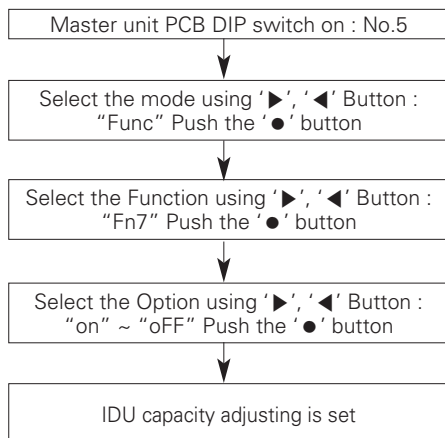 Master unit PCB DIP switch on : No.5
Select the mode using ‘▶’, ‘◀’ Button :
“Func” Push the ‘●’ button
Select the Function using ‘▶’, ‘◀’ Button :
“Fn7” Push the ‘●’ button
Select the Option using ‘▶’, ‘◀’ Button :
“on” ~ “oFF” Push the ‘●’ button
IDU capacity adjusting is set